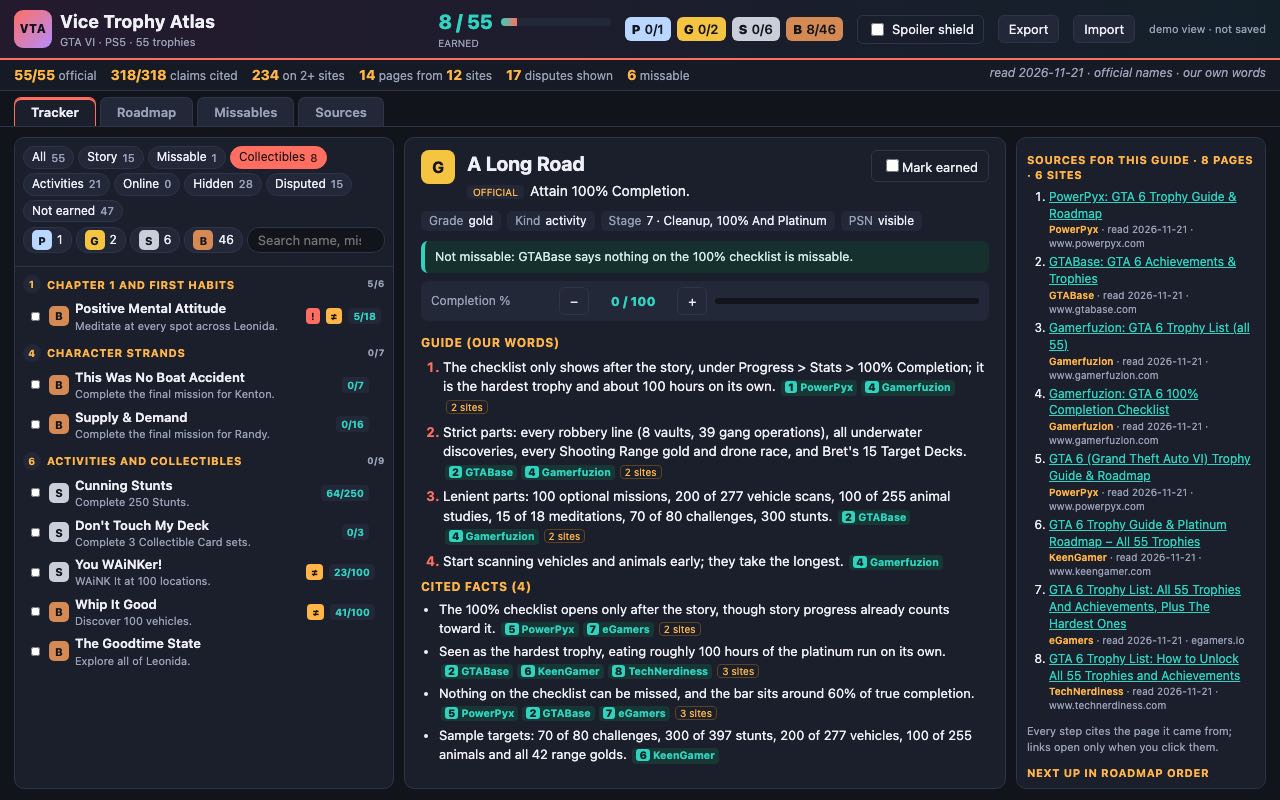 VTA
Vice Trophy Atlas
GTA VI · PS5 · 55 trophies
8 / 55
EARNED
P 0/1
G 0/2
S 0/6
B 8/46
Spoiler shield
Export
Import
demo view · not saved
55/55 official 318/318 claims cited 234 on 2+ sites 14 pages from 12 sites 17 disputes shown 6 missable
read 2026-11-21 · official names · our own words
Tracker
Roadmap
Missables
Sources
All 55
Story 15
Missable 1
Collectibles 8
Activities 21
Online 0
Hidden 28
Disputed 15
Not earned 47
P 1
G 2
S 6
B 46
Search name, mi
1 CHAPTER 1 AND FIRST HABITS 5/6
B Positive Mental Attitude ! ≠ 5/18
Meditate at every spot across Leonida.
4 CHARACTER STRANDS 0/7
B This Was No Boat Accident 0/7
Complete the final mission for Kenton.
B Supply & Demand 0/16
Complete the final mission for Randy.
6 ACTIVITIES AND COLLECTIBLES 0/9
S Cunning Stunts 64/250
Complete 250 Stunts.
S Don't Touch My Deck 0/3
Complete 3 Collectible Card sets.
S You WAiNKer! ≠ 23/100
WAiNK It at 100 locations.
B Whip It Good ≠ 41/100
Discover 100 vehicles.
B The Goodtime State
Explore all of Leonida.
G
A Long Road
Mark earned
OFFICIAL Attain 100% Completion.
Grade gold
Kind activity
Stage 7 · Cleanup, 100% And Platinum
PSN visible
Not missable: GTABase says nothing on the 100% checklist is missable.
Completion % − 0 / 100 +
GUIDE (OUR WORDS)
1. The checklist only shows after the story, under Progress > Stats > 100% Completion; it
is the hardest trophy and about 100 hours on its own. 1 PowerPyx 4 Gamerfuzion
2 sites
2. Strict parts: every robbery line (8 vaults, 39 gang operations), all underwater
discoveries, every Shooting Range gold and drone race, and Bret's 15 Target Decks.
2 GTABase 4 Gamerfuzion 2 sites
3. Lenient parts: 100 optional missions, 200 of 277 vehicle scans, 100 of 255 animal
studies, 15 of 18 meditations, 70 of 80 challenges, 300 stunts. 2 GTABase
4 Gamerfuzion 2 sites
4. Start scanning vehicles and animals early; they take the longest. 4 Gamerfuzion
CITED FACTS (4)
• The 100% checklist opens only after the story, though story progress already counts
toward it. 5 PowerPyx 7 eGamers 2 sites
• Seen as the hardest trophy, eating roughly 100 hours of the platinum run on its own.
2 GTABase 6 KeenGamer 8 TechNerdiness 3 sites
• Nothing on the checklist can be missed, and the bar sits around 60% of true completion.
5 PowerPyx 2 GTABase 7 eGamers 3 sites
• Sample targets: 70 of 80 challenges, 300 of 397 stunts, 200 of 277 vehicles, 100 of 255
animals and all 42 range golds. 6 KeenGamer
SOURCES FOR THIS GUIDE · 8 PAGES
· 6 SITES
1. PowerPyx: GTA 6 Trophy Guide &
Roadmap
PowerPyx · read 2026-11-21 ·
www.powerpyx.com
2. GTABase: GTA 6 Achievements &
Trophies
GTABase · read 2026-11-21 ·
www.gtabase.com
3. Gamerfuzion: GTA 6 Trophy List (all
55)
Gamerfuzion · read 2026-11-21 ·
www.gamerfuzion.com
4. Gamerfuzion: GTA 6 100%
Completion Checklist
Gamerfuzion · read 2026-11-21 ·
www.gamerfuzion.com
5. GTA 6 (Grand Theft Auto VI) Trophy
Guide & Roadmap
PowerPyx · read 2026-11-21 ·
www.powerpyx.com
6. GTA 6 Trophy Guide & Platinum
Roadmap – All 55 Trophies
KeenGamer · read 2026-11-21 ·
www.keengamer.com
7. GTA 6 Trophy List: All 55 Trophies
And Achievements, Plus The
Hardest Ones
eGamers · read 2026-11-21 · egamers.io
8. GTA 6 Trophy List: How to Unlock
All 55 Trophies and Achievements
TechNerdiness · read 2026-11-21 ·
www.technerdiness.com
Every step cites the page it came from;
links open only when you click them.
NEXT UP IN ROADMAP ORDER